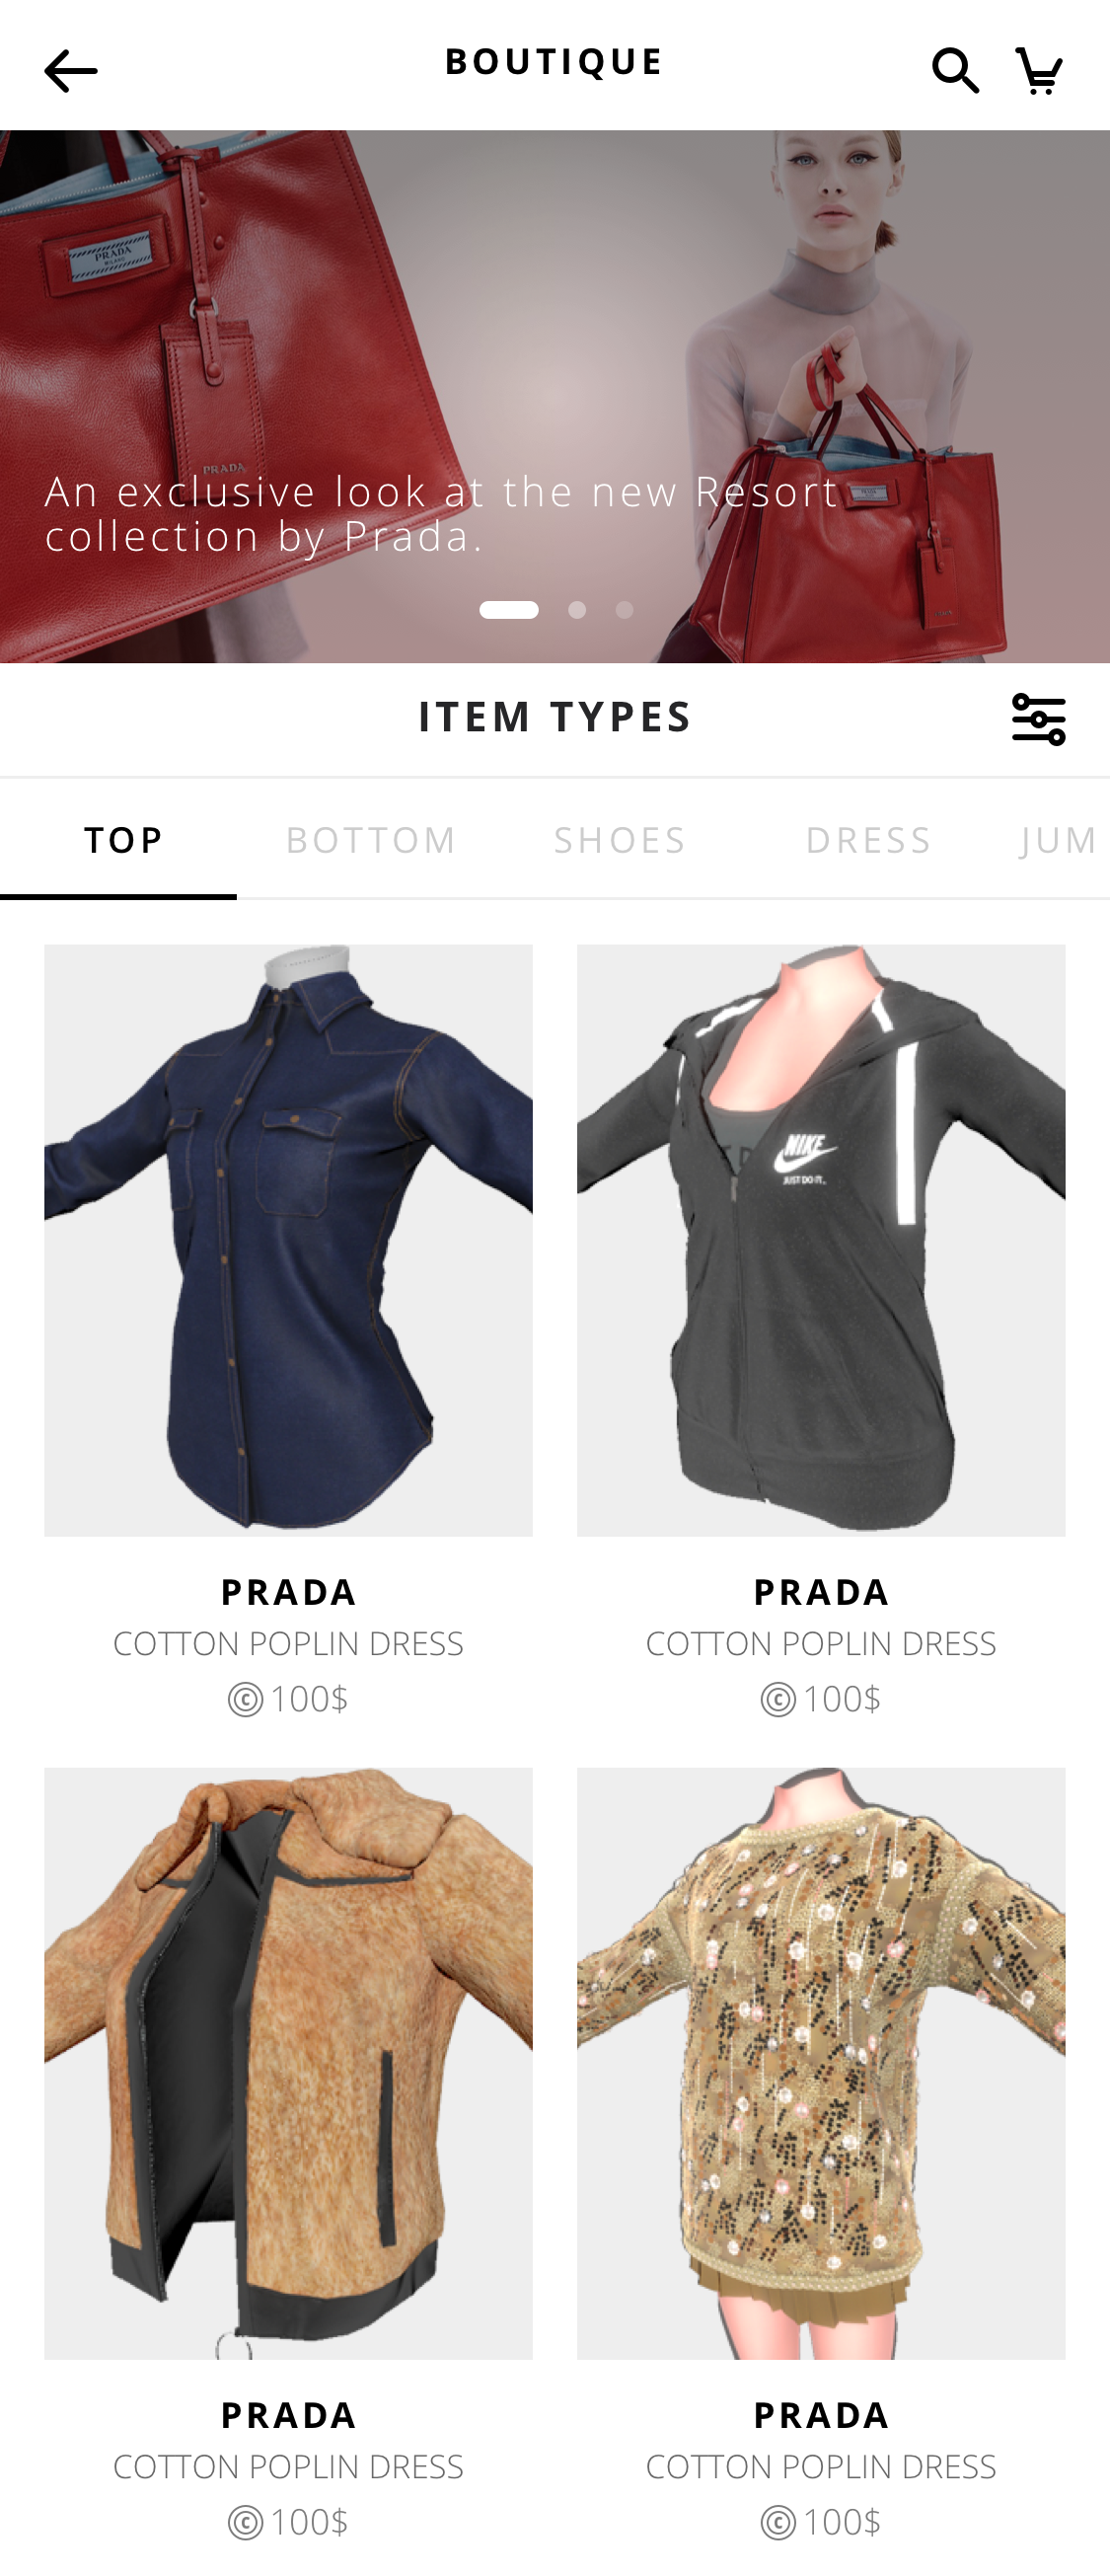 BOUTIQUE
PRADA
MILANO
PRADA
An exclusive look at the new Resort
collection by Prada.
ITEM TYPES
TOP BOTTOM SHOES DRESS JUM
NIKE
JUST DO IT.
PRADA PRADA
COTTON POPLIN DRESS COTTON POPLIN DRESS
© 100$ © 100$
PRADA PRADA
COTTON POPLIN DRESS COTTON POPLIN DRESS
© 100$ © 100$